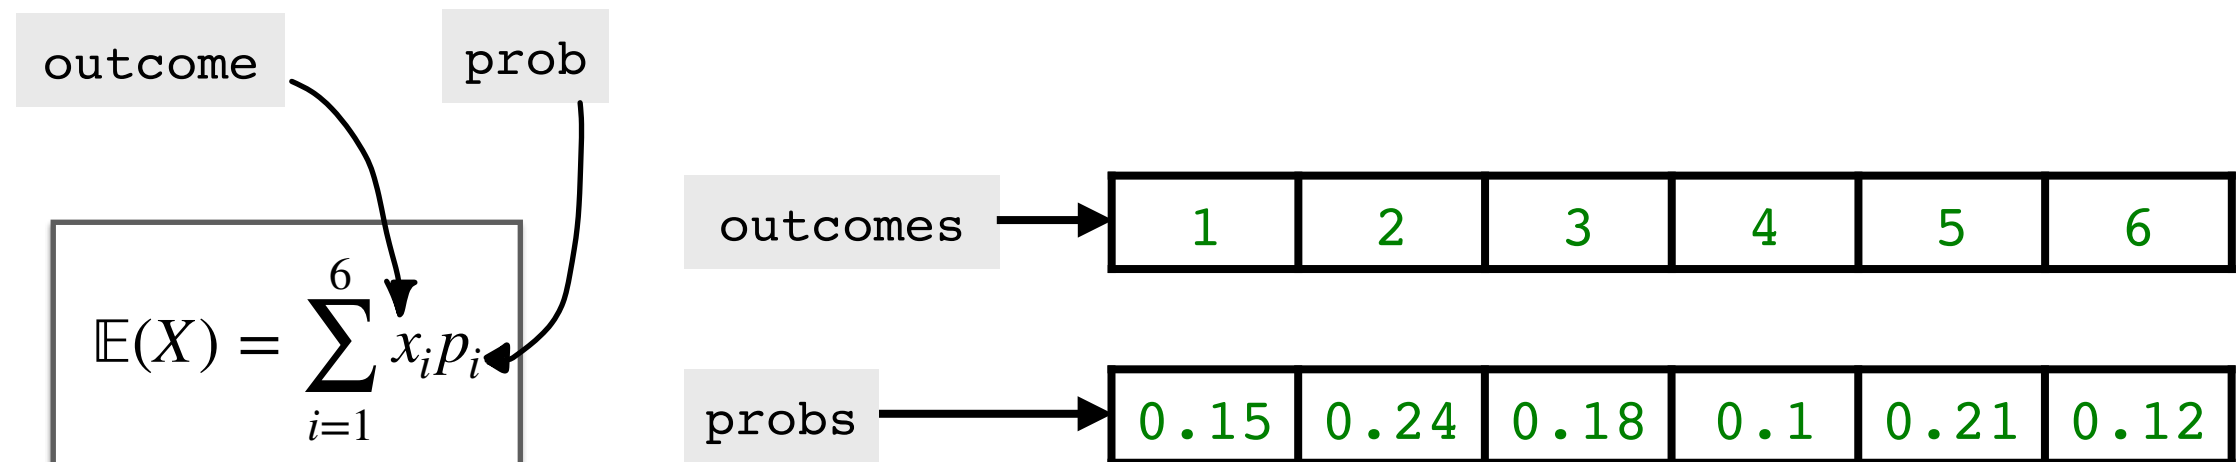 outcome
prob
𝔼(X) = ∑_{i=1}^{6} x_i p_i
outcomes 1 2 3 4 5 6
probs 0.15 0.24 0.18 0.1 0.21 0.12